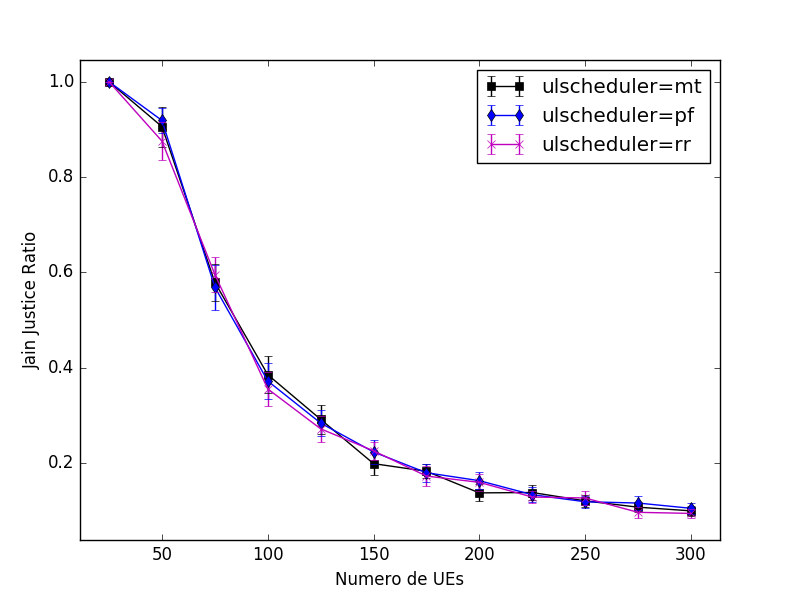 ulscheduler=mt
ulscheduler=pf
ulscheduler=rr
1.0
0.8
0.6
0.4
0.2
Jain Justice Ratio
50 100 150 200 250 300
Numero de UEs